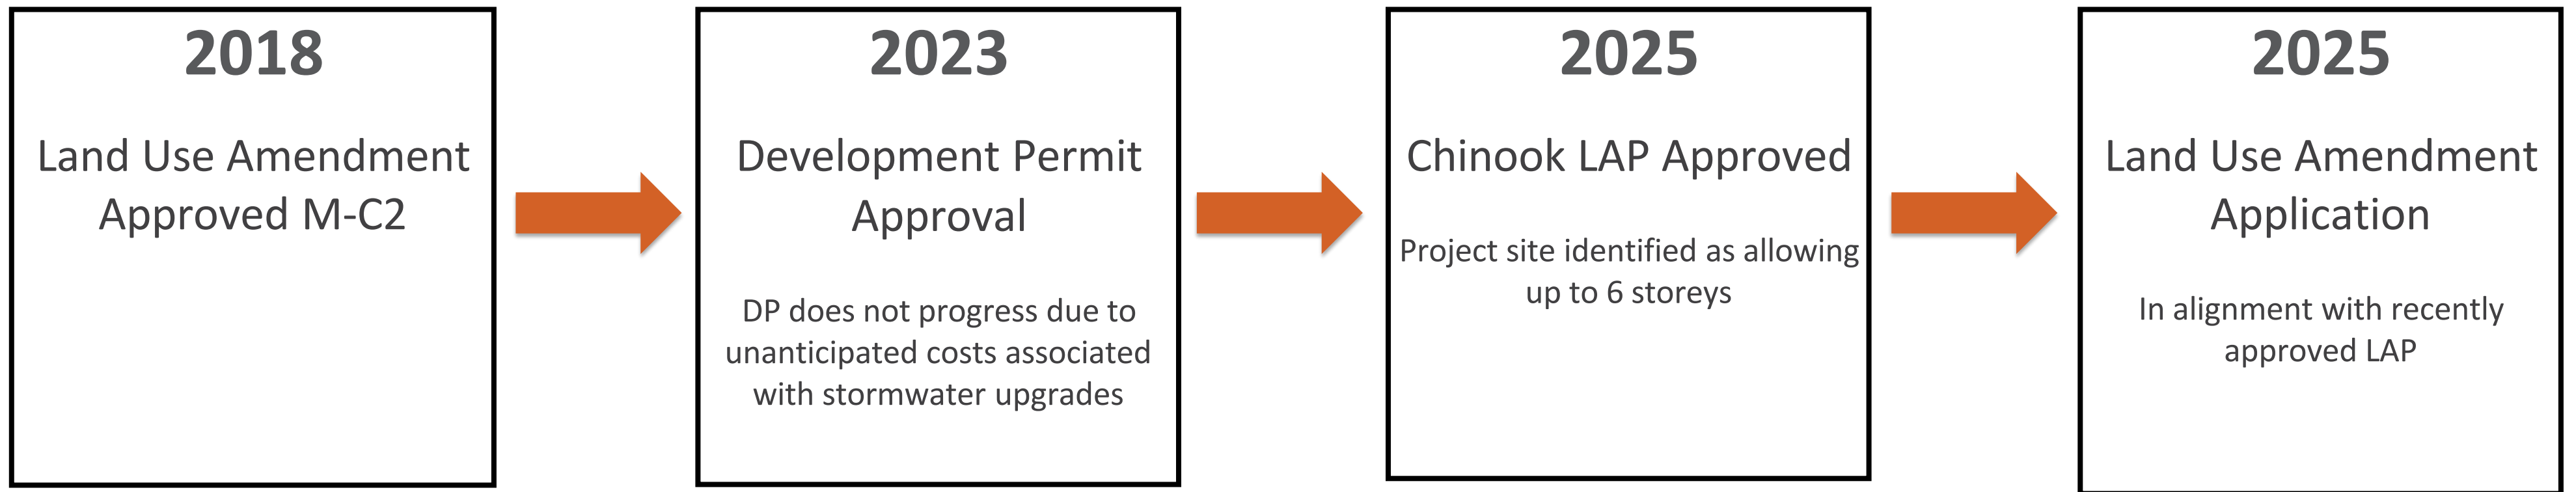 2018
Land Use Amendment
Approved M-C2
2023
Development Permit
Approval
DP does not progress due to
unanticipated costs associated
with stormwater upgrades
2025
Chinook LAP Approved
Project site identified as allowing
up to 6 storeys
2025
Land Use Amendment
Application
In alignment with recently
approved LAP